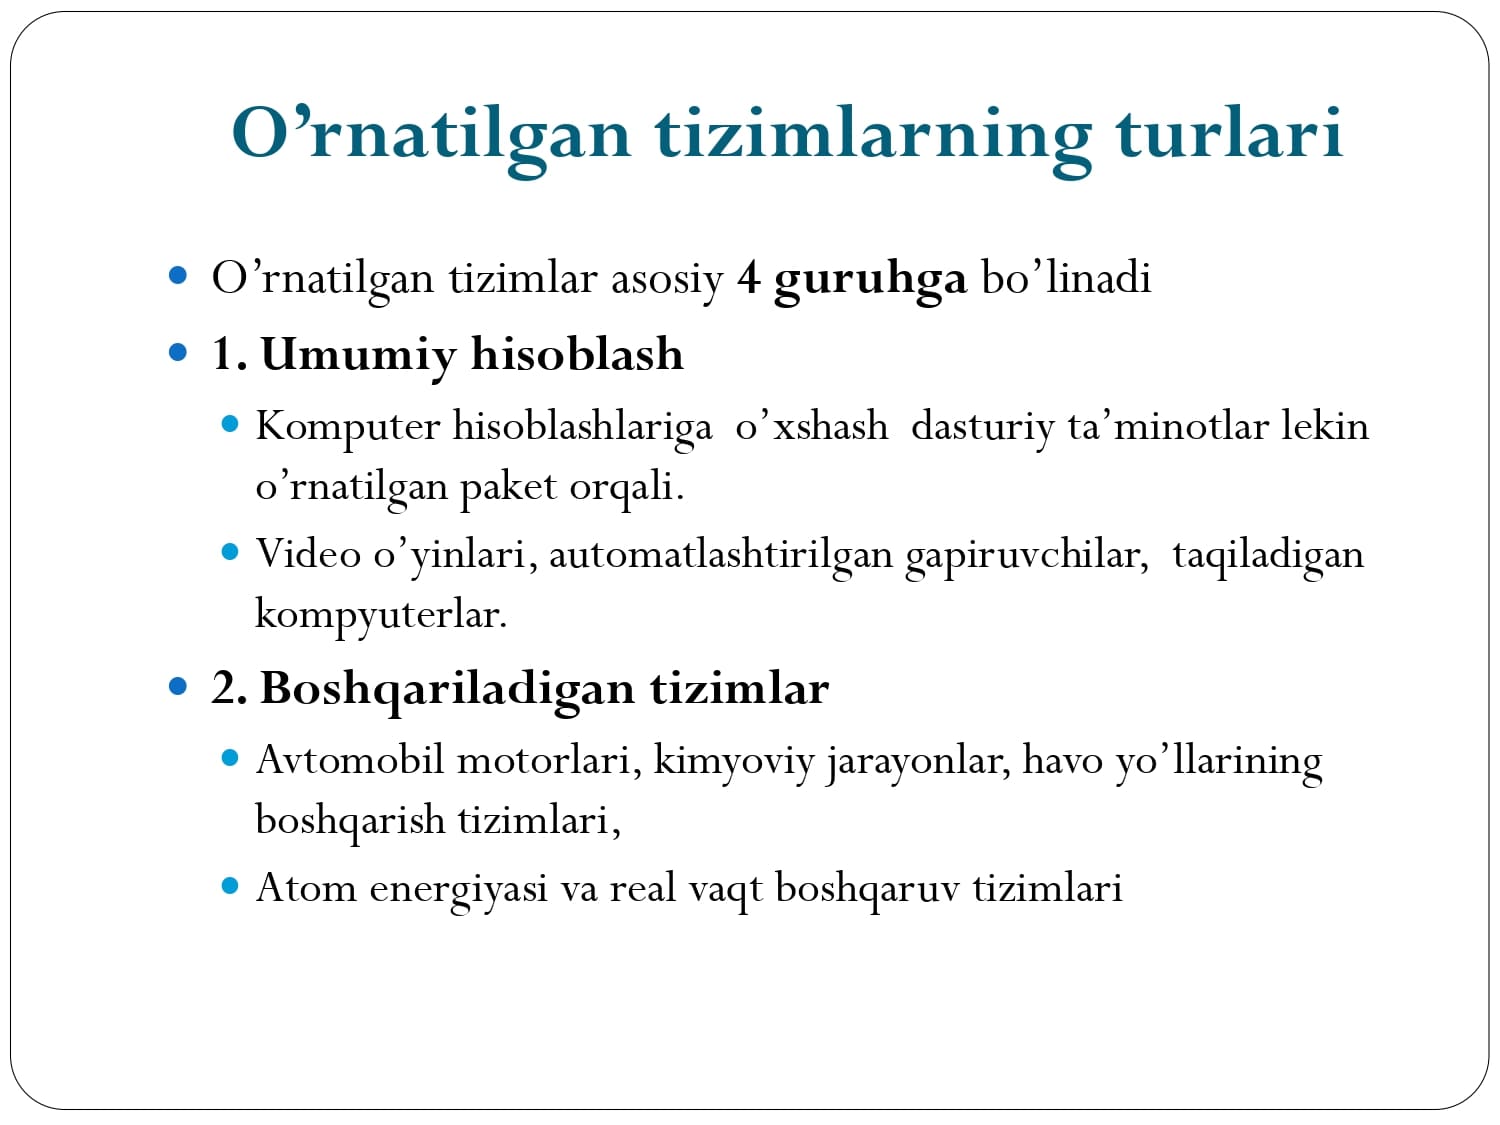 O’rnatilgan tizimlarning turlari
• O’rnatilgan tizimlar asosiy 4 guruhga bo’linadi
• 1. Umumiy hisoblash
• Komputer hisoblashlariga o’xshash dasturiy ta’minotlar lekin
o’rnatilgan paket orqali.
• Video o’yinlari, automatlashtirilgan gapiruvchilar, taqiladigan
kompyuterlar.
• 2. Boshqariladigan tizimlar
• Avtomobil motorlari, kimyoviy jarayonlar, havo yo’llarining
boshqarish tizimlari,
• Atom energiyasi va real vaqt boshqaruv tizimlari